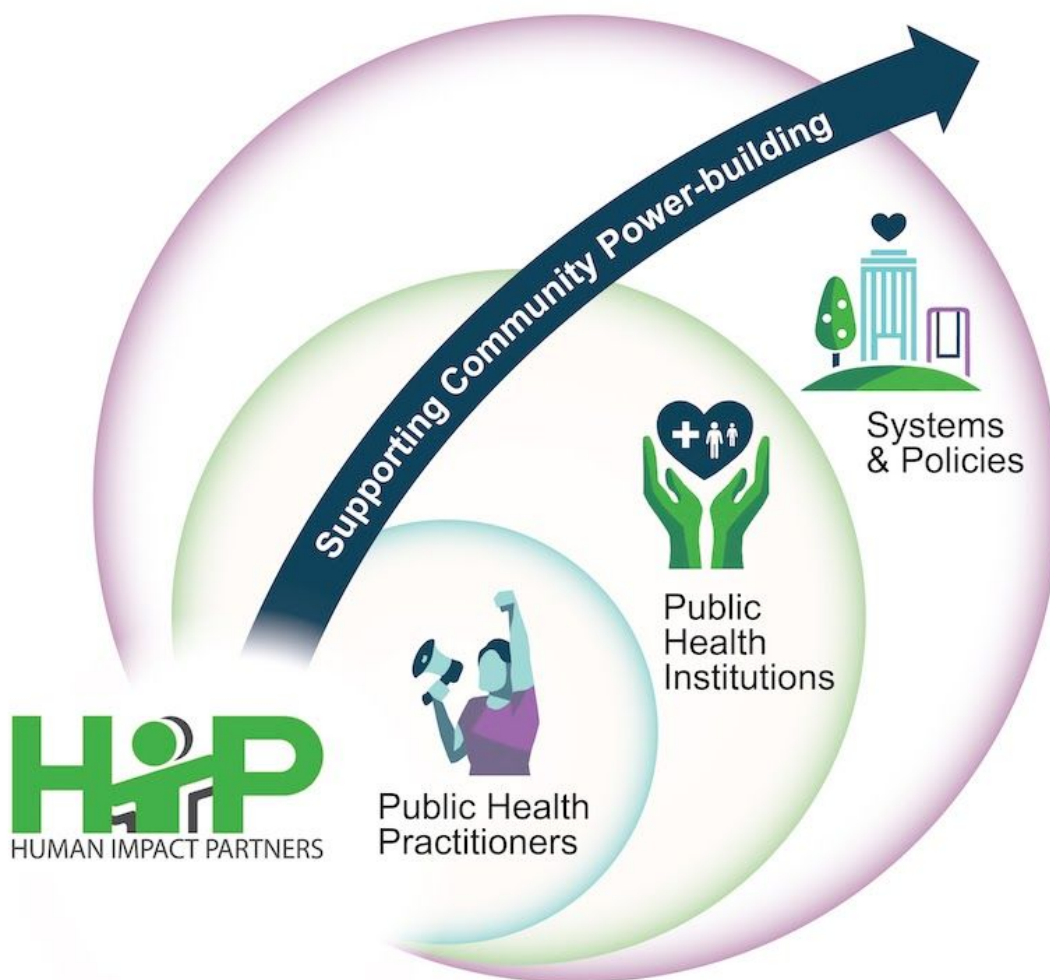 Supporting Community Power-building
Systems
& Policies
Public
Health
Institutions
Public Health
Practitioners
HiP
HUMAN IMPACT PARTNERS